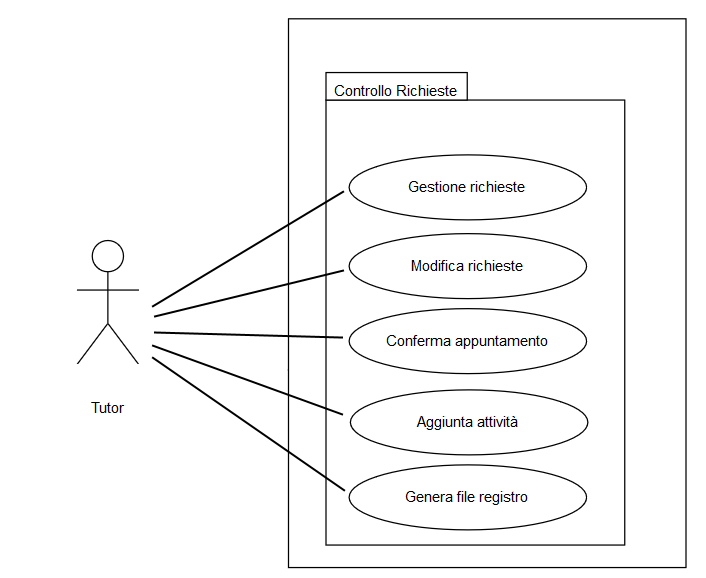 Controllo Richieste
Gestione richieste
Modifica richieste
Conferma appuntamento
Tutor
Aggiunta attività
Genera file registro